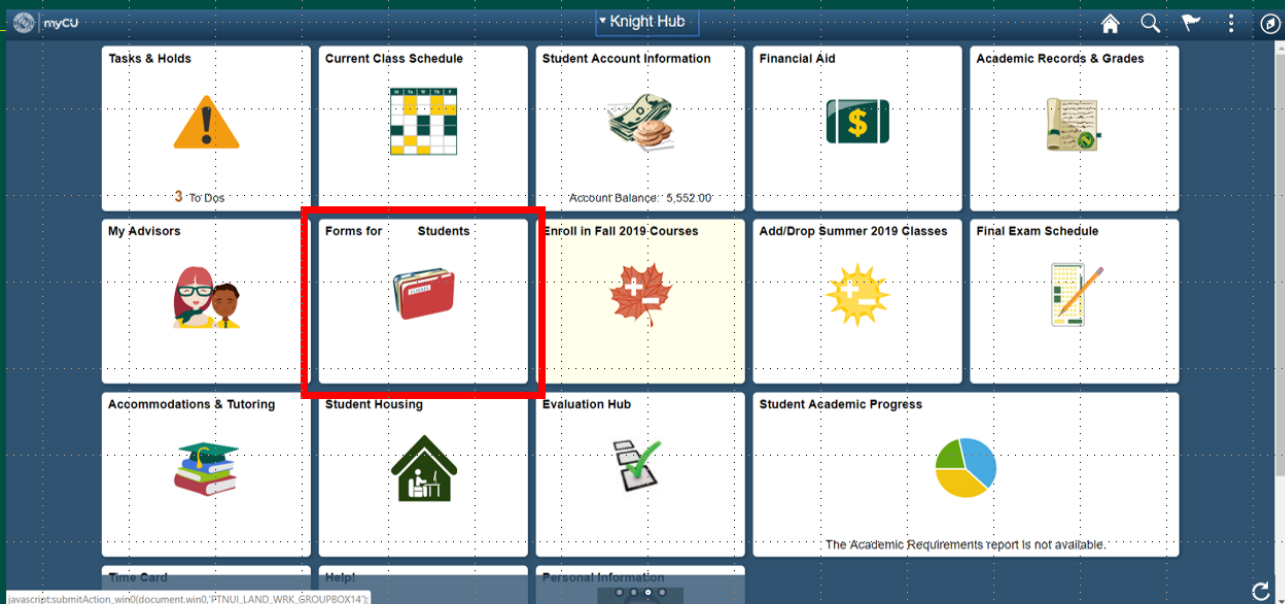 myCU
Knight Hub
Tasks & Holds
3 To Dos
Current Class Schedule
M T W Th F
Student Account Information
Account Balance: 5,552.00
Financial Aid
$
Academic Records & Grades
My Advisors
Forms for Students
Enroll in Fall 2019 Courses
Add/Drop Summer 2019 Classes
Final Exam Schedule
Accommodations & Tutoring
Student Housing
Evaluation Hub
Student Academic Progress
The Academic Requirements report is not available.
Time Card
Help!
Personal Information
javascript:submitAction_win0(document.win0,'PTNUI_LAND_WRK_GROUPBOX14');